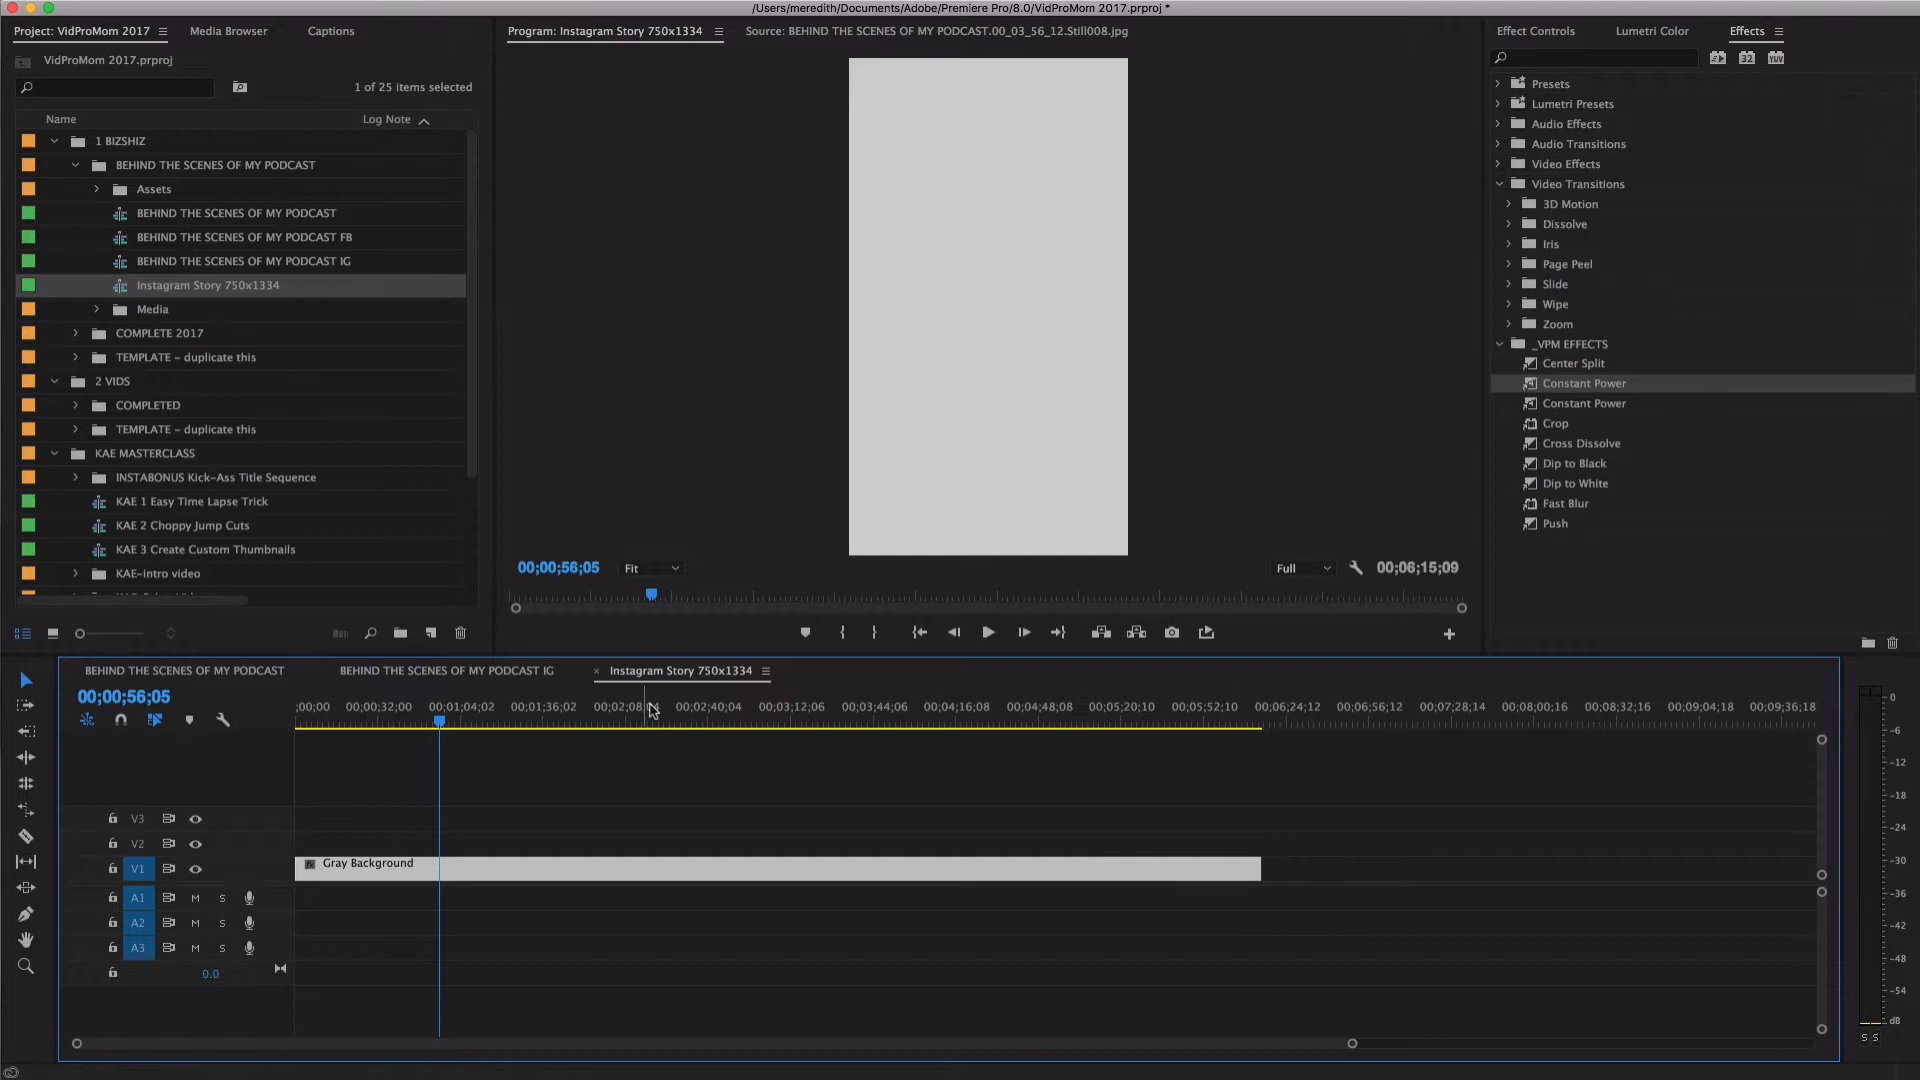 /Users/meredith/Documents/Adobe/Premiere Pro/8.0/VidProMom 2017.prproj *
Project: VidProMom 2017
Media Browser
Captions
Program: Instagram Story 750x1334
Source: BEHIND THE SCENES OF MY PODCAST.00_03_56_12.Still008.jpg
Effect Controls
Lumetri Color
Effects
VidProMom 2017.prproj
1 of 25 items selected
32
YUV
Name
Log Note
1 BIZSHIZ
BEHIND THE SCENES OF MY PODCAST
Assets
BEHIND THE SCENES OF MY PODCAST
BEHIND THE SCENES OF MY PODCAST FB
BEHIND THE SCENES OF MY PODCAST IG
Instagram Story 750x1334
Media
COMPLETE 2017
TEMPLATE - duplicate this
2 VIDS
COMPLETED
TEMPLATE - duplicate this
KAE MASTERCLASS
INSTABONUS Kick-Ass Title Sequence
KAE 1 Easy Time Lapse Trick
KAE 2 Choppy Jump Cuts
KAE 3 Create Custom Thumbnails
KAE-intro video
00;00;56;05
Fit
Full
00;06;15;09
Presets
Lumetri Presets
Audio Effects
Audio Transitions
Video Effects
Video Transitions
3D Motion
Dissolve
Iris
Page Peel
Slide
Wipe
Zoom
_VPM EFFECTS
Center Split
Constant Power
Constant Power
Crop
Cross Dissolve
Dip to Black
Dip to White
Fast Blur
Push
BEHIND THE SCENES OF MY PODCAST
BEHIND THE SCENES OF MY PODCAST IG
× Instagram Story 750x1334
00;00;56;05
;00;00 00;00;32;00 00;01;04;02 00;01;36;02 00;02;08;04 00;02;40;04 00;03;12;06 00;03;44;06 00;04;16;08 00;04;48;08 00;05;20;10 00;05;52;10 00;06;24;12 00;06;56;12 00;07;28;14 00;08;00;16 00;08;32;16 00;09;04;18 00;09;36;18
V3
V2
V1
fx Gray Background
A1 M S
A2 M S
A3 M S
0.0
0
-6
-12
-18
-24
-30
-36
-42
-48
-54
dB
S S